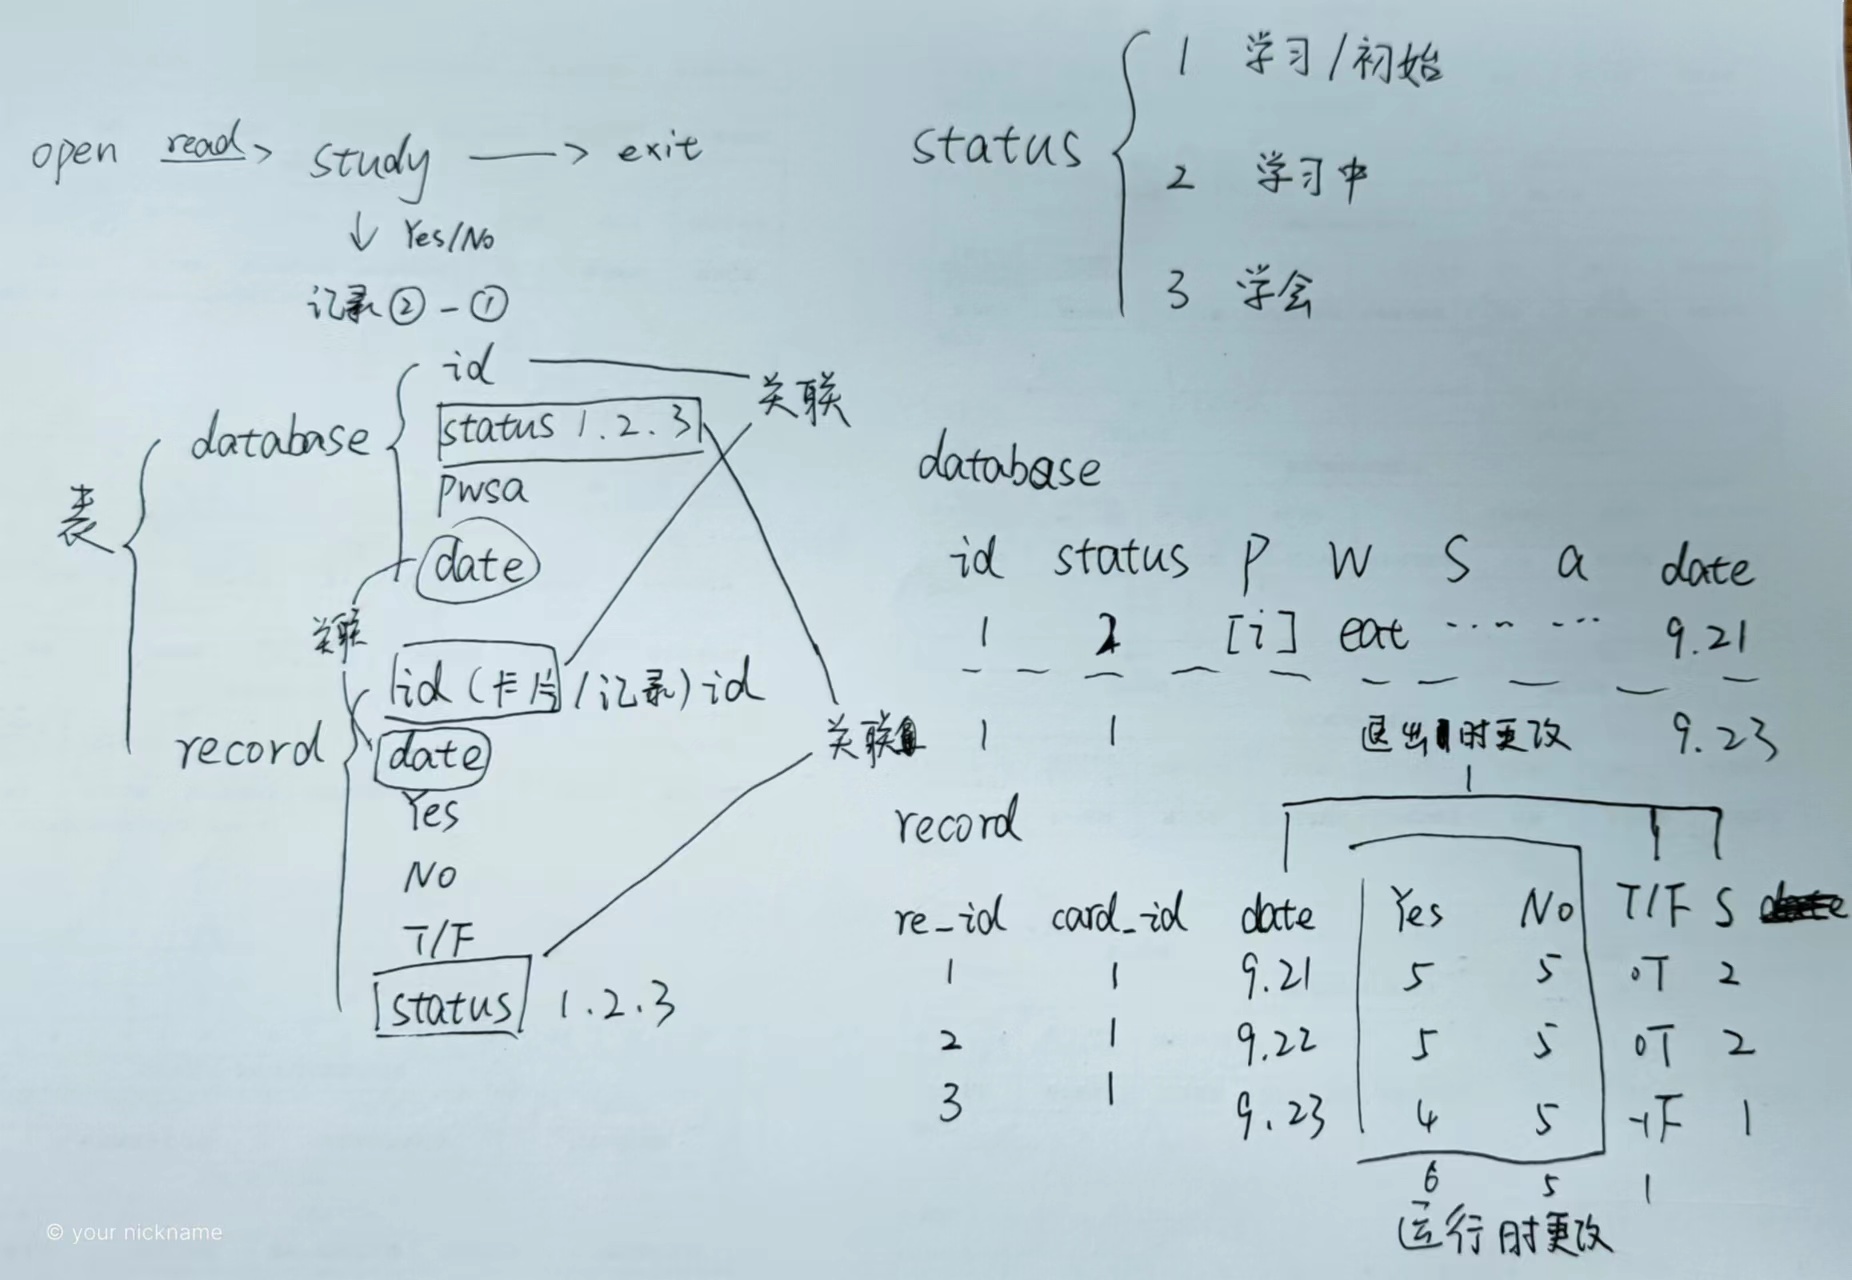 open read study exit
Yes/No
记录②-①
表
database
id
status 1.2.3
pwsa
date
关联
关联
record
id (卡片/记录) id
date
Yes
No
T/F
status 1.2.3
关联
status
1 学习/初始
2 学习中
3 学会
database
id status P W S a date
1 2 [i] eat ..... .... 9.21
1 1 退出时更改 9.23
record
re_id card_id date Yes No T/F S
1 1 9.21 5 5 0T 2
2 1 9.22 5 5 0T 2
3 1 9.23 4 5 -1F 1
6 5 1
运行时更改
© your nickname